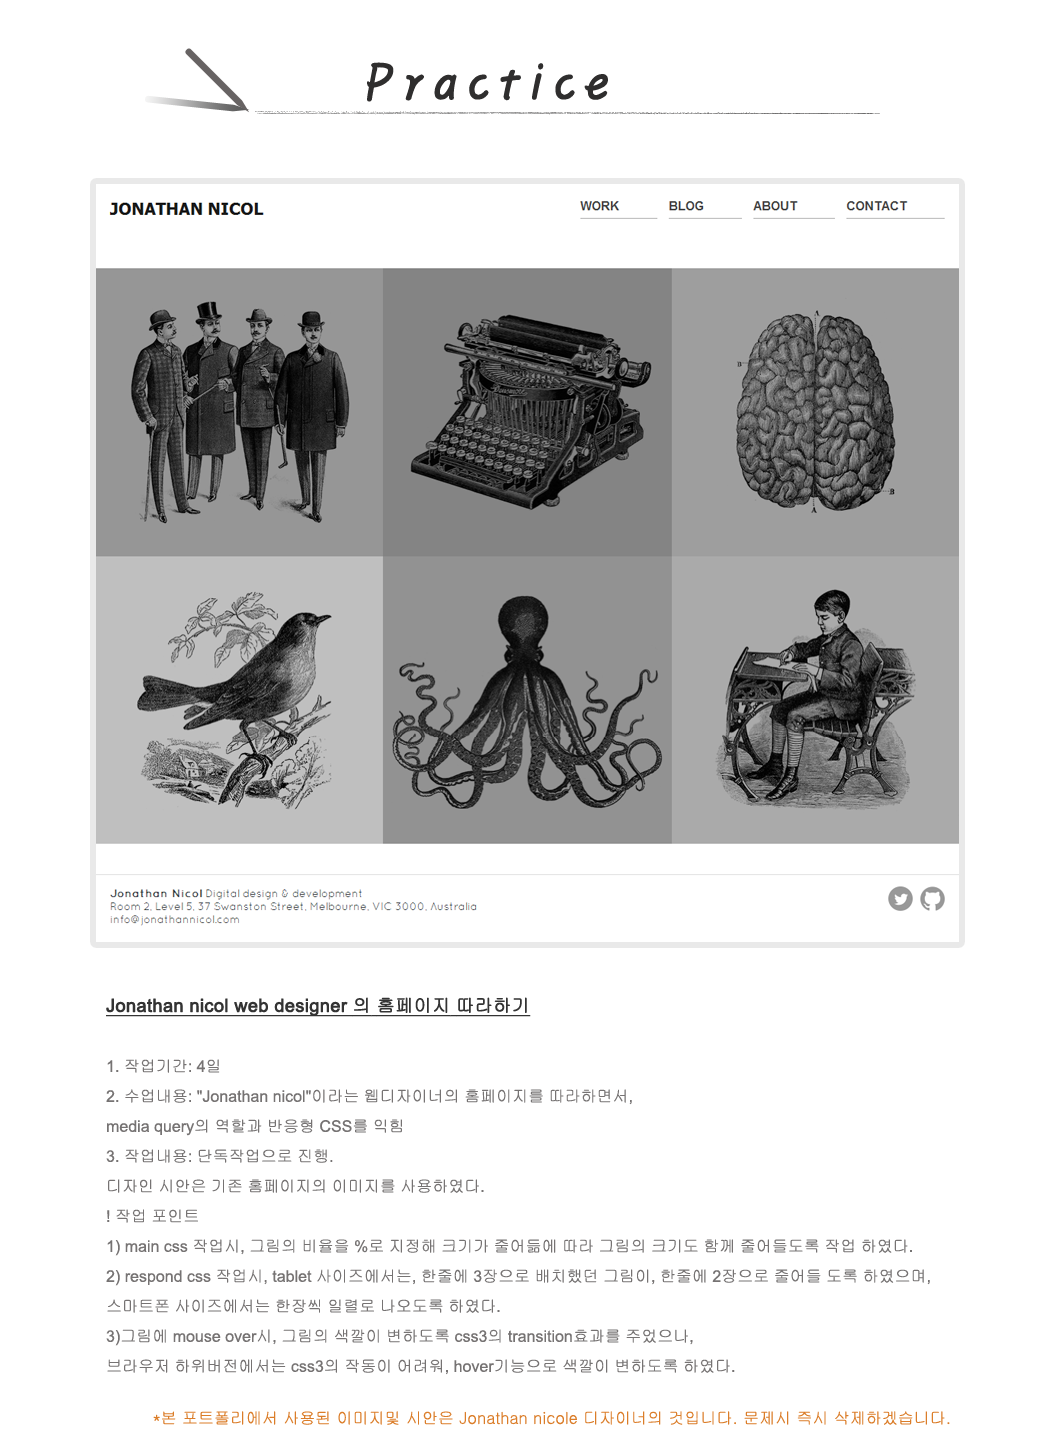 Practice
JONATHAN NICOL
WORK BLOG ABOUT CONTACT
A
B
B
A
Jonathan Nicol Digital design & development
Room 2, Level 5, 37 Swanston Street, Melbourne, VIC 3000, Australia
info@jonathannicol.com
Jonathan nicol web designer 의 홈페이지 따라하기
1. 작업기간: 4일
2. 수업내용: "Jonathan nicol"이라는 웹디자이너의 홈페이지를 따라하면서,
media query의 역할과 반응형 CSS를 익힘
3. 작업내용: 단독작업으로 진행.
디자인 시안은 기존 홈페이지의 이미지를 사용하였다.
! 작업 포인트
1) main css 작업시, 그림의 비율을 %로 지정해 크기가 줄어듦에 따라 그림의 크기도 함께 줄어들도록 작업 하였다.
2) respond css 작업시, tablet 사이즈에서는, 한줄에 3장으로 배치했던 그림이, 한줄에 2장으로 줄어들 도록 하였으며,
스마트폰 사이즈에서는 한장씩 일렬로 나오도록 하였다.
3)그림에 mouse over시, 그림의 색깔이 변하도록 css3의 transition효과를 주었으나,
브라우저 하위버전에서는 css3의 작동이 어려워, hover기능으로 색깔이 변하도록 하였다.
*본 포트폴리에서 사용된 이미지및 시안은 Jonathan nicole 디자이너의 것입니다. 문제시 즉시 삭제하겠습니다.